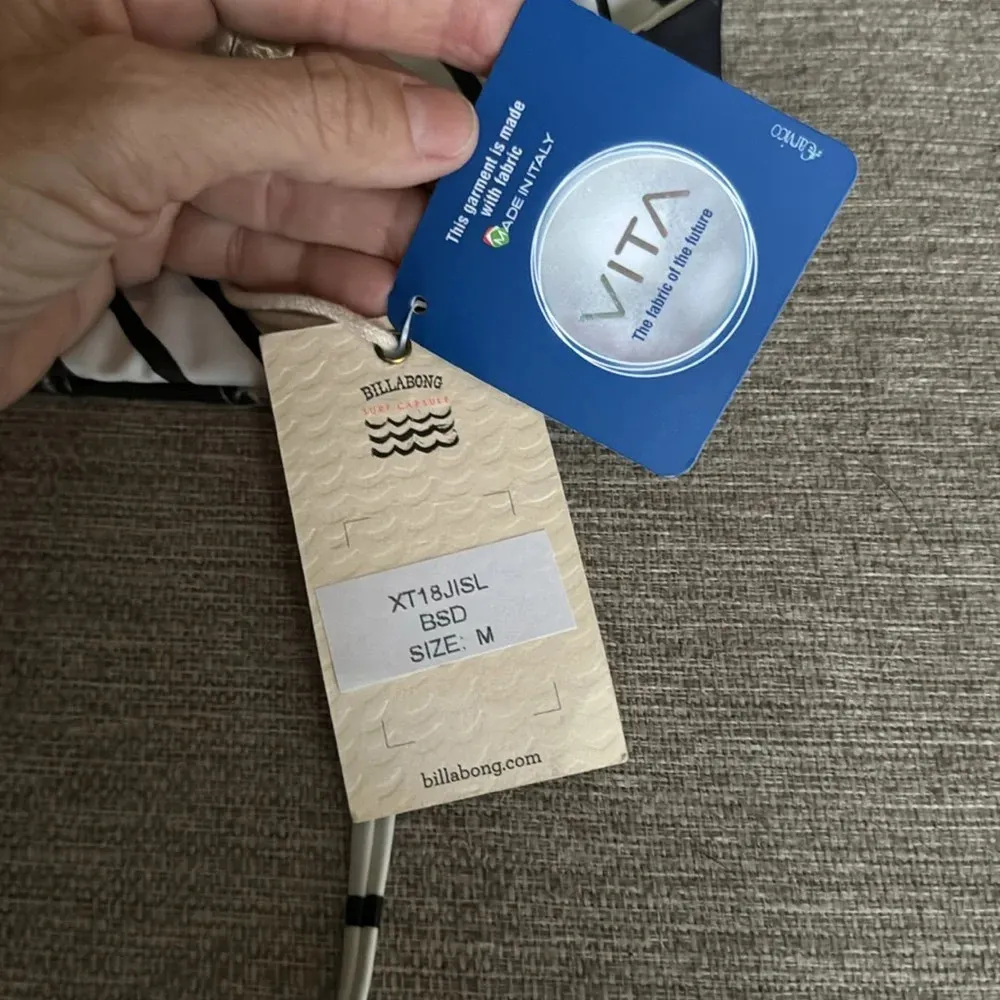 This garment is made
with fabric
MADE IN ITALY
Carvico
VITA
The fabric of the future
BILLABONG
SURF CAPSULE
XT18JISL
BSD
SIZE: M
billabong.com